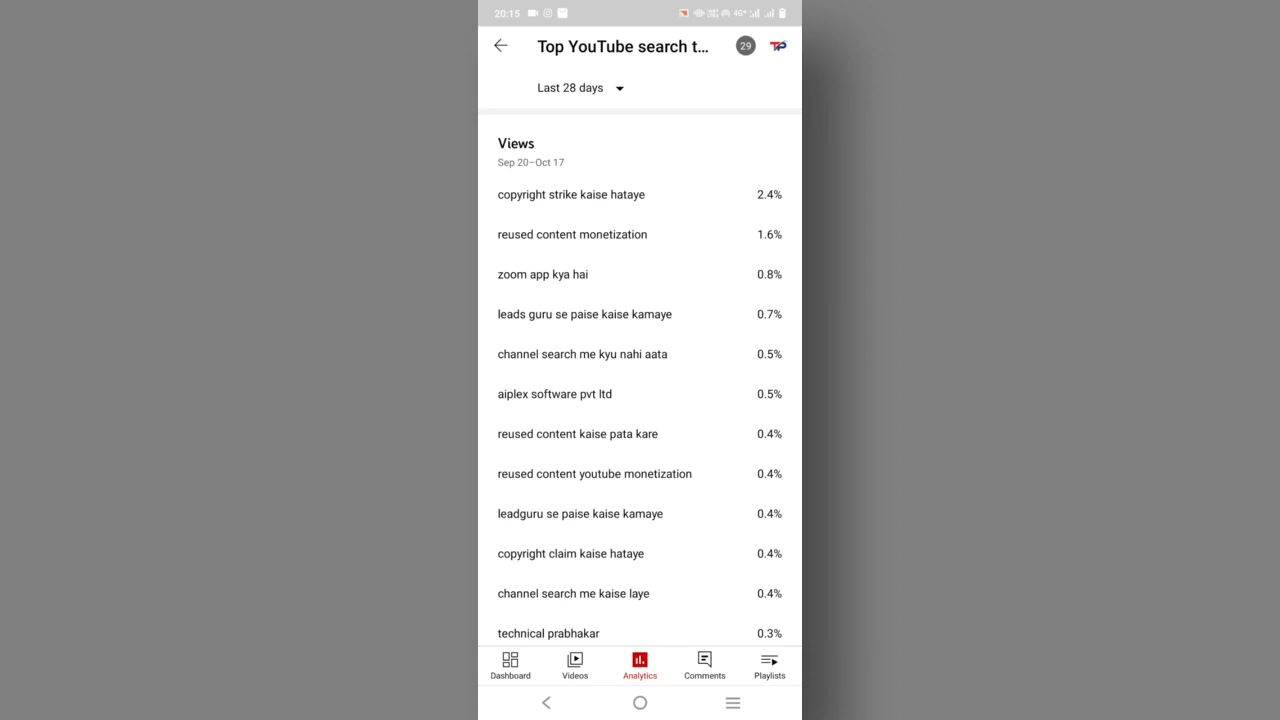 20:15
4G+
Top YouTube search t...
29
TP
Last 28 days
Views
Sep 20–Oct 17
copyright strike kaise hataye 2.4%
reused content monetization 1.6%
zoom app kya hai 0.8%
leads guru se paise kaise kamaye 0.7%
channel search me kyu nahi aata 0.5%
aiplex software pvt ltd 0.5%
reused content kaise pata kare 0.4%
reused content youtube monetization 0.4%
leadguru se paise kaise kamaye 0.4%
copyright claim kaise hataye 0.4%
channel search me kaise laye 0.4%
technical prabhakar 0.3%
Dashboard Videos Analytics Comments Playlists